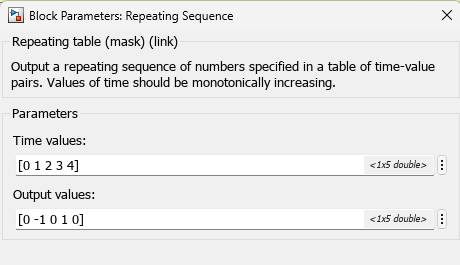 Block Parameters: Repeating Sequence
Repeating table (mask) (link)
Output a repeating sequence of numbers specified in a table of time-value
pairs. Values of time should be monotonically increasing.
Parameters
Time values:
[0 1 2 3 4] <1x5 double>
Output values:
[0 -1 0 1 0] <1x5 double>